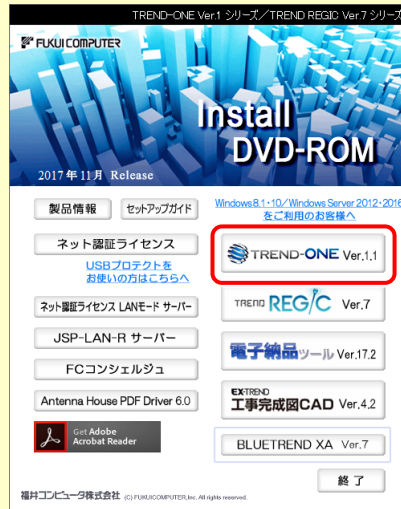 TREND-ONE Ver.1 シリーズ／TREND REGIC Ver.7 シリーズ
FUKUI COMPUTER
Install
DVD-ROM
2017年11月 Release
製品情報
セットアップガイド
Windows8.1・10／Windows Server 2012・2016
をご利用のお客様へ
ネット認証ライセンス
USBプロテクトを
お使いの方はこちらへ
TREND-ONE Ver.1.1
ネット認証ライセンス LANモード サーバー
TREND REGIC Ver.7
JSP-LAN-R サーバー
電子納品ツール Ver.17.2
FCコンシェルジュ
EX-TREND
工事完成図CAD Ver.4.2
Antenna House PDF Driver 6.0
Get Adobe
Acrobat Reader
BLUETREND XA Ver.7
終了
福井コンピュータ株式会社 (C) FUKUICOMPUTER,Inc. All rights reserved.